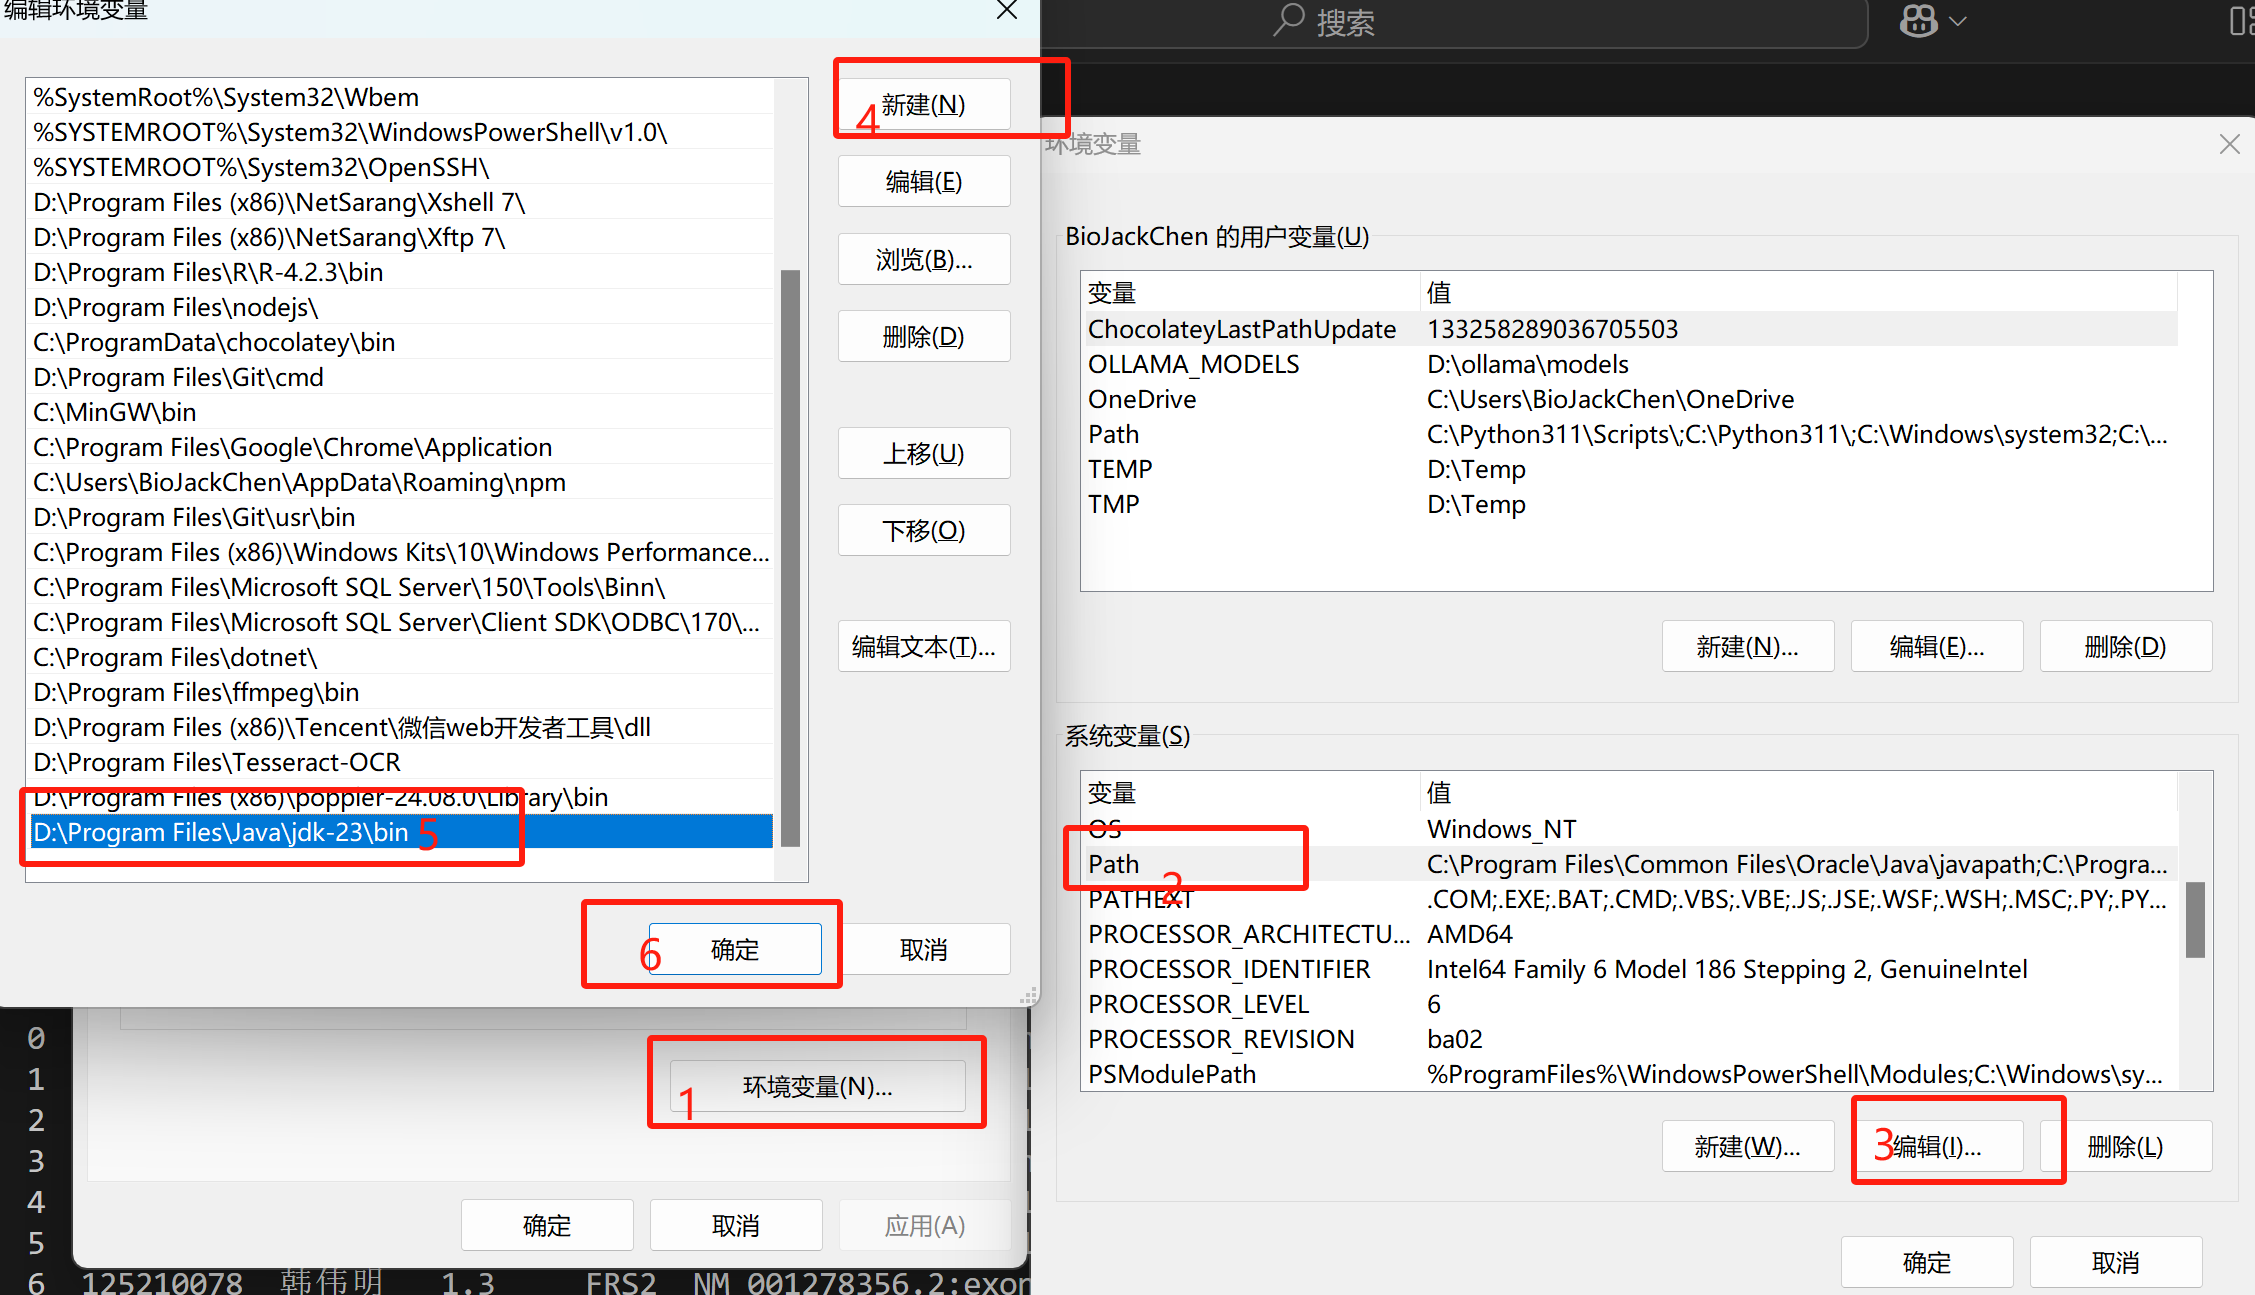 编辑环境变量
%SystemRoot%\System32\Wbem
%SYSTEMROOT%\System32\WindowsPowerShell\v1.0\
%SYSTEMROOT%\System32\OpenSSH\
D:\Program Files (x86)\NetSarang\Xshell 7\
D:\Program Files (x86)\NetSarang\Xftp 7\
D:\Program Files\R\R-4.2.3\bin
D:\Program Files\nodejs\
C:\ProgramData\chocolatey\bin
D:\Program Files\Git\cmd
C:\MinGW\bin
C:\Program Files\Google\Chrome\Application
C:\Users\BioJackChen\AppData\Roaming\npm
D:\Program Files\Git\usr\bin
C:\Program Files (x86)\Windows Kits\10\Windows Performance...
C:\Program Files\Microsoft SQL Server\150\Tools\Binn\
C:\Program Files\Microsoft SQL Server\Client SDK\ODBC\170\...
C:\Program Files\dotnet\
D:\Program Files\ffmpeg\bin
D:\Program Files (x86)\Tencent\微信web开发者工具\dll
D:\Program Files\Tesseract-OCR
D:\Program Files (x86)\poppler-24.08.0\Library\bin
D:\Program Files\Java\jdk-23\bin 5
4 新建(N)
编辑(E)
浏览(B)...
删除(D)
上移(U)
下移(O)
编辑文本(T)...
6 确定
取消
1 环境变量(N)...
确定
取消
应用(A)
0
1
2
3
4
5
6 125210078 韩伟明 1.3 FRS2 NM_001278356.2:exon
搜索
环境变量
BioJackChen 的用户变量(U)
变量 值
ChocolateyLastPathUpdate 133258289036705503
OLLAMA_MODELS D:\ollama\models
OneDrive C:\Users\BioJackChen\OneDrive
Path C:\Python311\Scripts\;C:\Python311\;C:\Windows\system32;C:\...
TEMP D:\Temp
TMP D:\Temp
新建(N)...
编辑(E)...
删除(D)
系统变量(S)
变量 值
OS Windows_NT
Path 2 C:\Program Files\Common Files\Oracle\Java\javapath;C:\Progra...
PATHEXT .COM;.EXE;.BAT;.CMD;.VBS;.VBE;.JS;.JSE;.WSF;.WSH;.MSC;.PY;.PY...
PROCESSOR_ARCHITECTU... AMD64
PROCESSOR_IDENTIFIER Intel64 Family 6 Model 186 Stepping 2, GenuineIntel
PROCESSOR_LEVEL 6
PROCESSOR_REVISION ba02
PSModulePath %ProgramFiles%\WindowsPowerShell\Modules;C:\Windows\sy...
新建(W)...
3 编辑(I)...
删除(L)
确定
取消